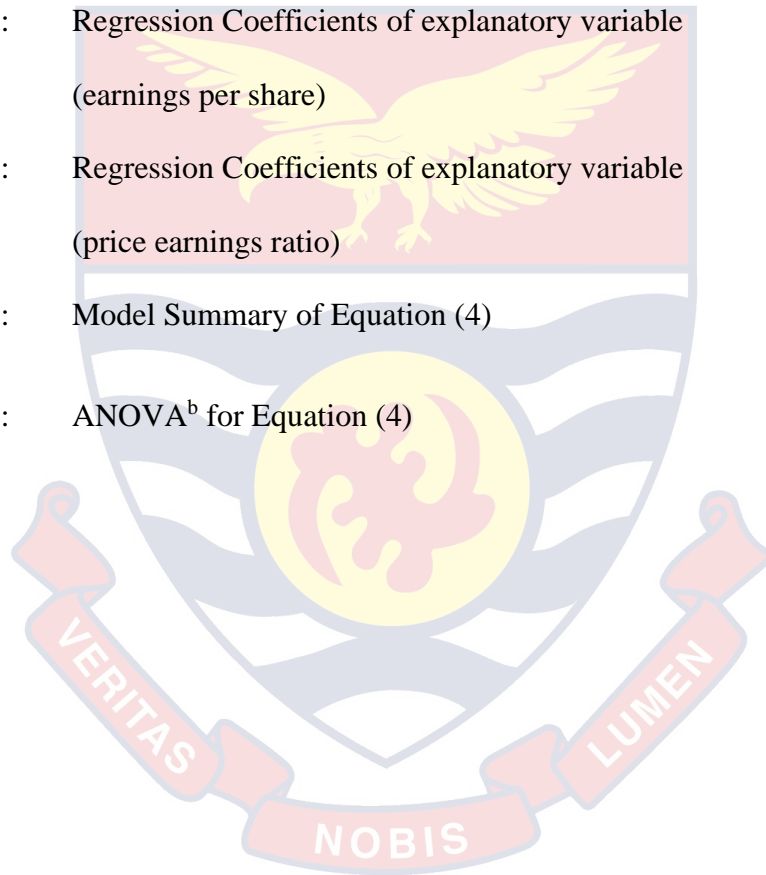 : Regression Coefficients of explanatory variable
(earnings per share)
: Regression Coefficients of explanatory variable
(price earnings ratio)
: Model Summary of Equation (4)
: ANOVAᵇ for Equation (4)
VERITAS
NOBIS
LUMEN